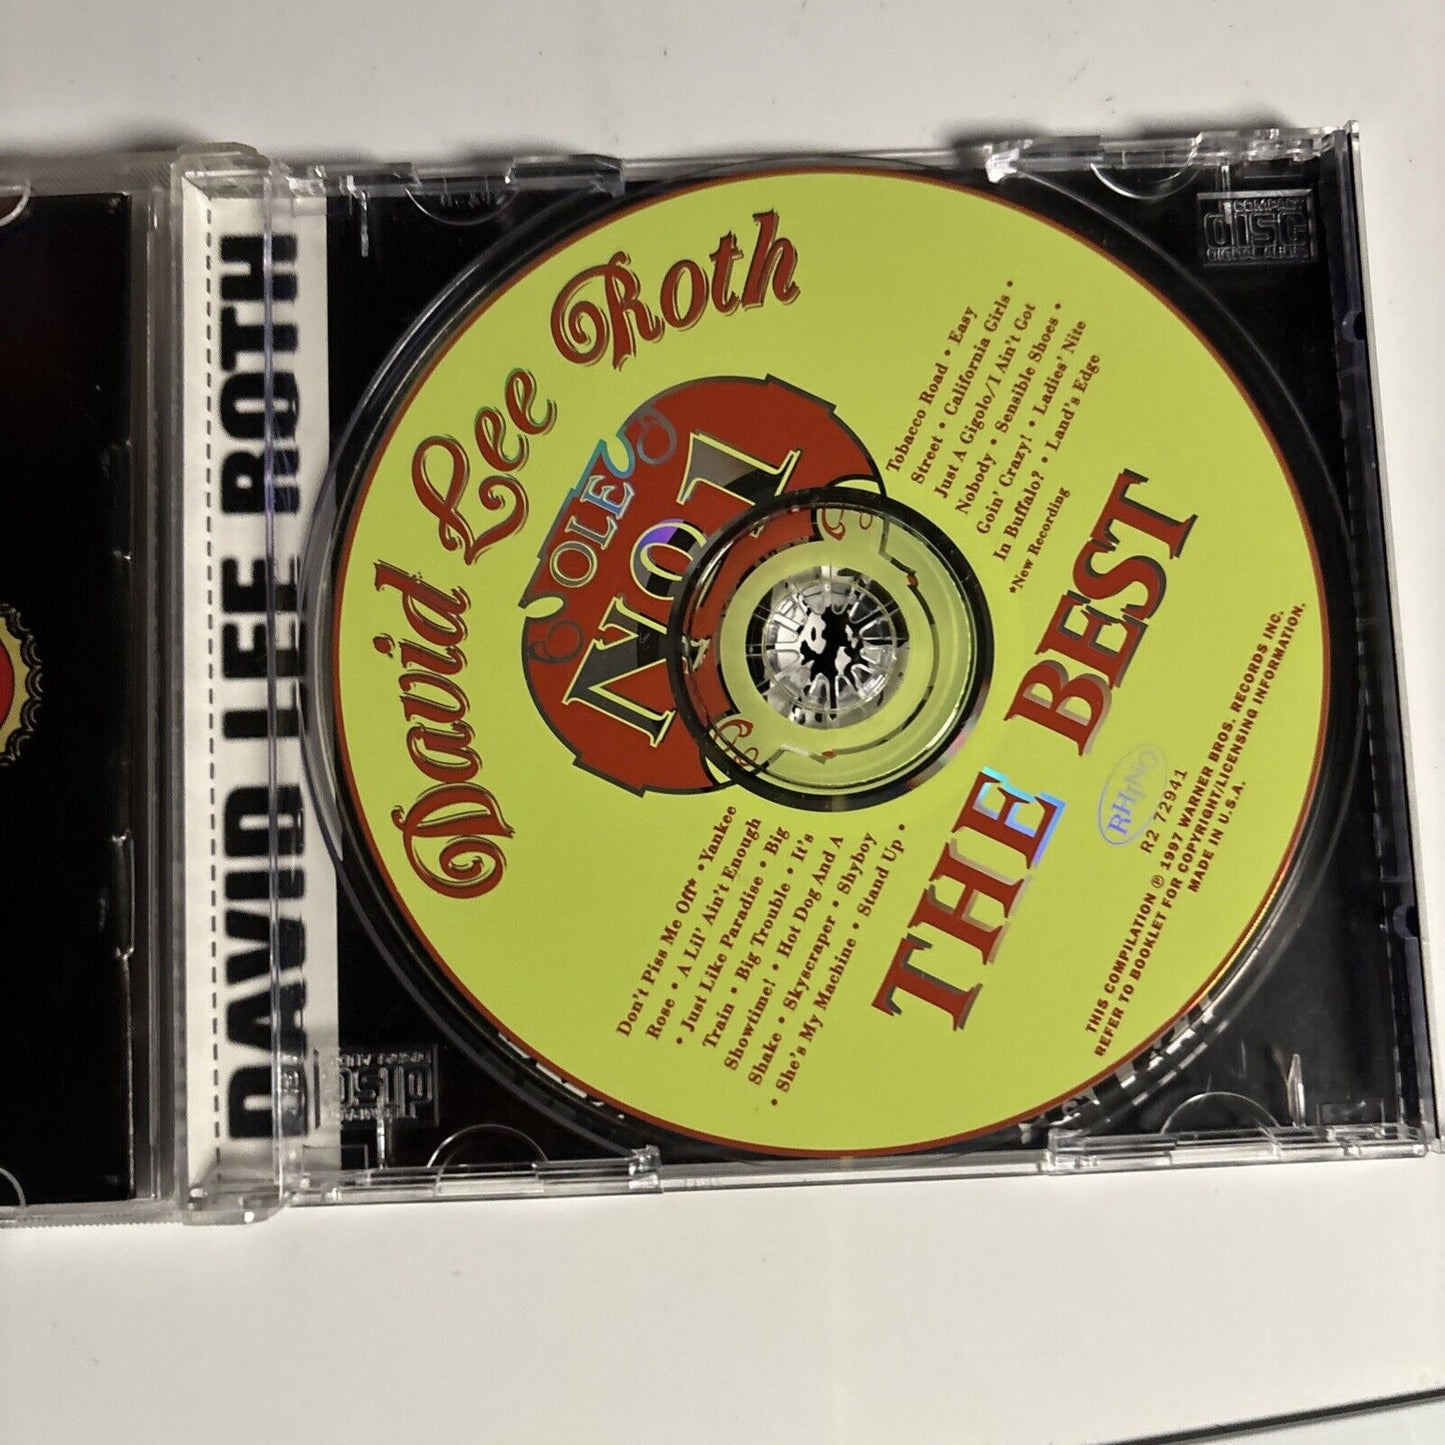 DAVID LEE ROTH
David Lee Roth
OLE
No 1
Don't Piss Me Off* • Yankee
Rose • A Lil' Ain't Enough
• Just Like Paradise • Big
Train • Big Trouble • It's
Showtime! • Hot Dog And A
Shake • Skyscraper • Shyboy
• She's My Machine • Stand Up •
Tobacco Road • Easy
Street • California Girls •
Just A Gigolo/I Ain't Got
Nobody • Sensible Shoes •
Goin' Crazy! • Ladies' Nite
In Buffalo? • Land's Edge
*New Recording
THE BEST
RHINO
R2 72941
THIS COMPILATION ℗ 1997 WARNER BROS. RECORDS INC.
REFER TO BOOKLET FOR COPYRIGHT/LICENSING INFORMATION.
MADE IN U.S.A.
COMPACT
disc
DIGITAL AUDIO
COMPACT
disc
DIGITAL AUDIO